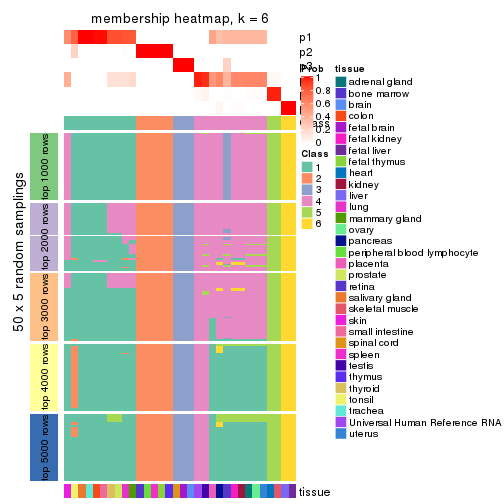 membership heatmap, k = 6
p1
p2
p3
Prob
1
0.8
0.6
0.4
0.2
0
Class
1
2
3
4
5
6
tissue
adrenal gland
bone marrow
brain
colon
fetal brain
fetal kidney
fetal liver
fetal thymus
heart
kidney
liver
lung
mammary gland
ovary
pancreas
peripheral blood lymphocyte
placenta
prostate
retina
salivary gland
skeletal muscle
skin
small intestine
spinal cord
spleen
testis
thymus
thyroid
tonsil
trachea
Universal Human Reference RNA
uterus
50 x 5 random samplings
top 1000 rows
top 2000 rows
top 3000 rows
top 4000 rows
top 5000 rows
tissue